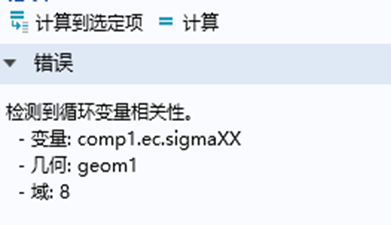 计算到选定项 = 计算
错误
检测到循环变量相关性。
- 变量: comp1.ec.sigmaXX
- 几何: geom1
- 域: 8